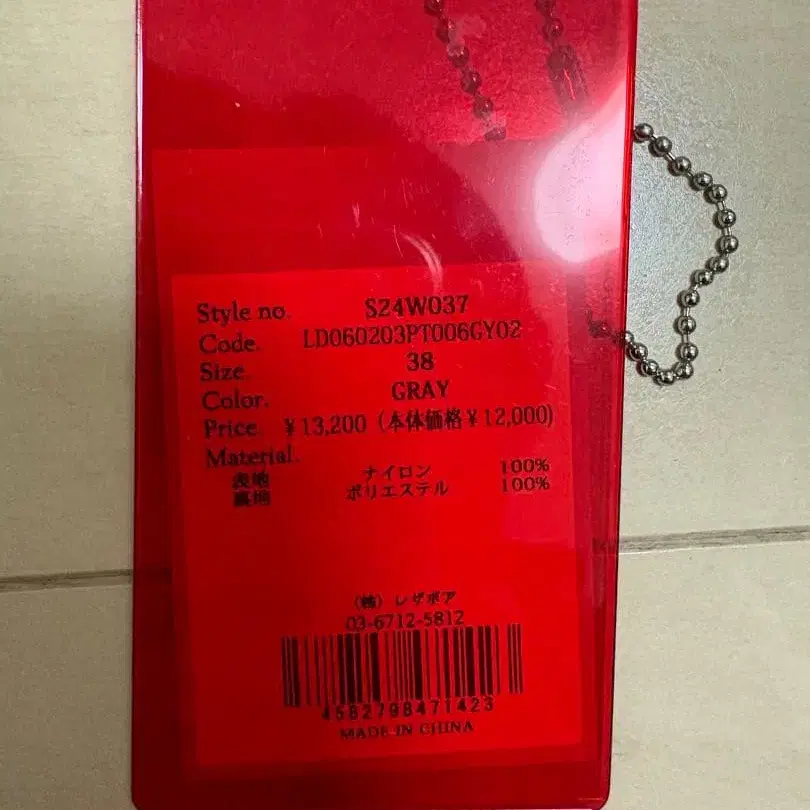 Style no. S24W037
Code. LD060203PT006GY02
Size. 38
Color. GRAY
Price. ¥13,200 (本体価格¥12,000)
Material.
表地 ナイロン 100%
裏地 ポリエステル 100%
(株) レザボア
03-6712-5812
4582798471423
MADE IN CHINA